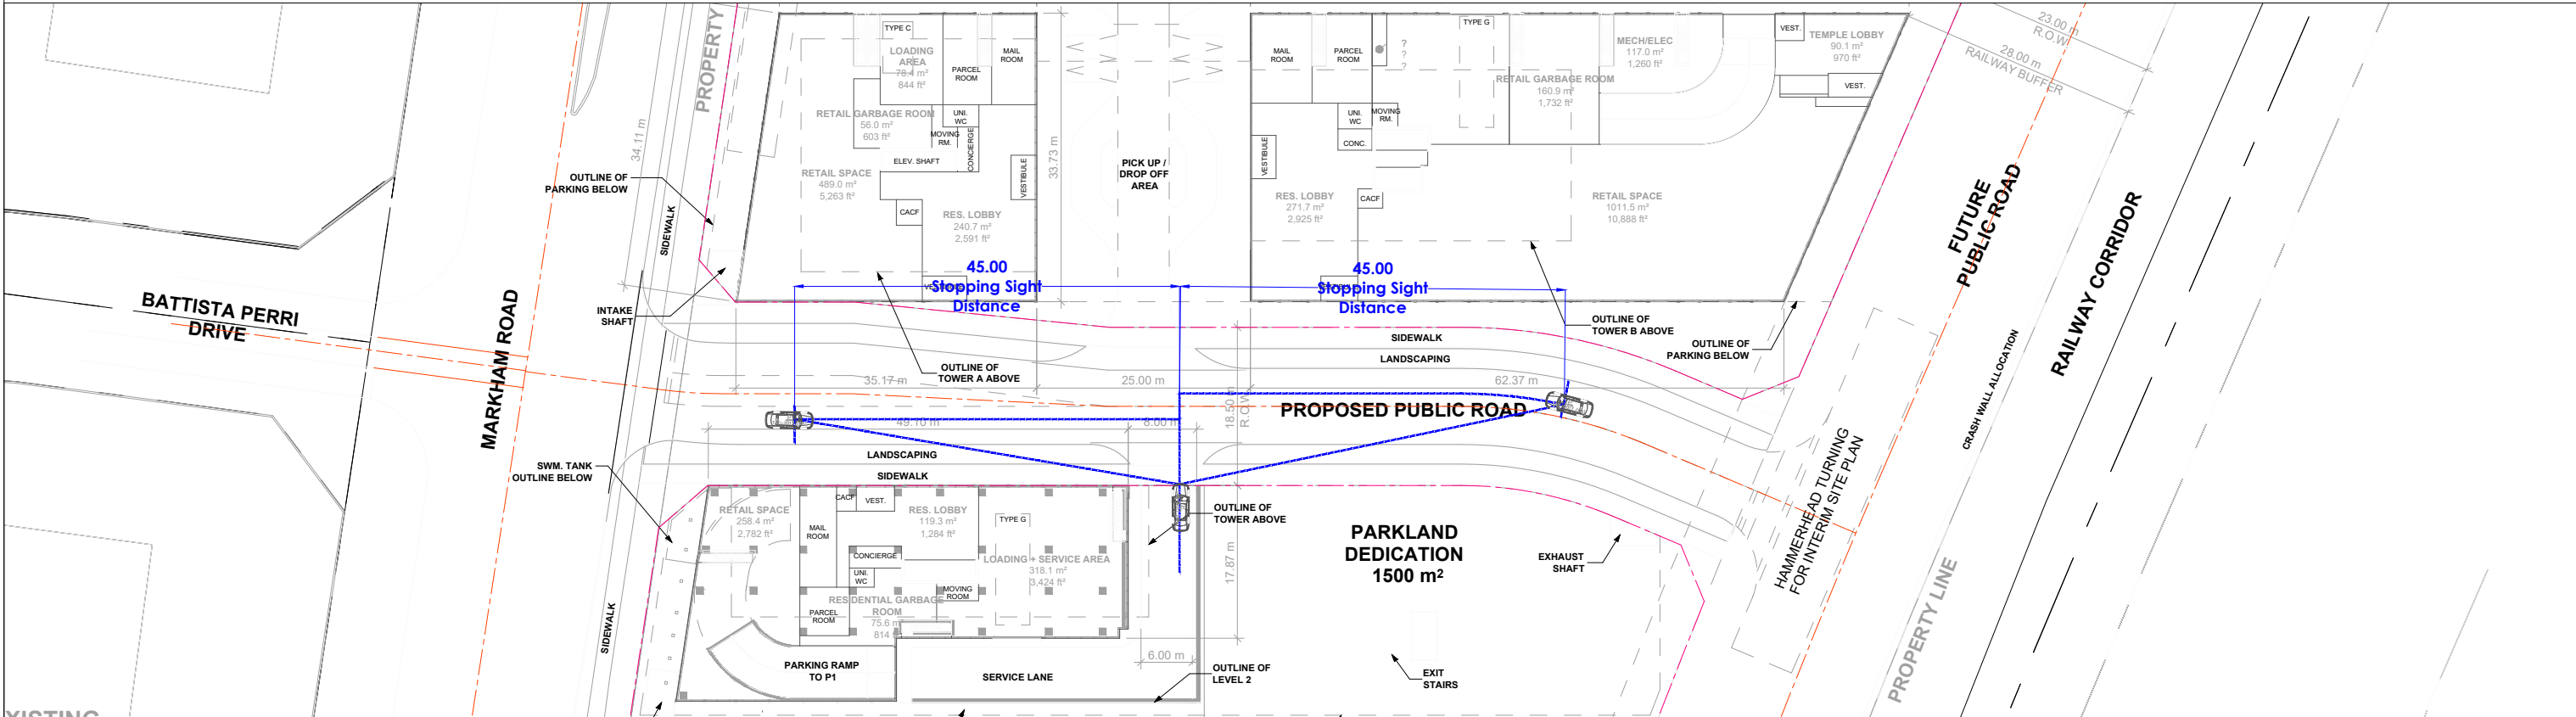 PROPERTY
TYPE C
LOADING
AREA
78.4 m²
844 ft²
PARCEL
ROOM
MAIL
ROOM
RETAIL GARBAGE ROOM
56.0 m²
603 ft²
UNI.
WC
MOVING
RM.
CONCIERGE
ELEV. SHAFT
VESTIBULE
RETAIL SPACE
489.0 m²
5,263 ft²
CACF
RES. LOBBY
240.7 m²
2,591 ft²
34.11 m
33.73 m
OUTLINE OF
PARKING BELOW
SIDEWALK
INTAKE
SHAFT
PICK UP /
DROP OFF
AREA
MAIL
ROOM
PARCEL
ROOM
?
?
?
TYPE G
UNI.
WC
MOVING
RM.
CONC.
VESTIBULE
RES. LOBBY
271.7 m²
2,925 ft²
CACF
RETAIL GARBAGE ROOM
160.9 m²
1,732 ft²
MECH/ELEC
117.0 m²
1,260 ft²
VEST.
TEMPLE LOBBY
90.1 m²
970 ft²
VEST.
RETAIL SPACE
1011.5 m²
10,888 ft²
23.00 m
R.O.W
28.00 m
RAILWAY BUFFER
FUTURE
PUBLIC ROAD
RAILWAY CORRIDOR
45.00
Stopping Sight
Distance
45.00
Stopping Sight
Distance
BATTISTA PERRI
DRIVE
MARKHAM ROAD
OUTLINE OF
TOWER A ABOVE
OUTLINE OF
TOWER B ABOVE
OUTLINE OF
PARKING BELOW
SIDEWALK
LANDSCAPING
35.17 m
25.00 m
62.37 m
18.50 m
R.O.W.
PROPOSED PUBLIC ROAD
49.10 m
8.00 m
LANDSCAPING
SIDEWALK
CRASH WALL ALLOCATION
HAMMERHEAD TURNING
FOR INTERIM SITE PLAN
SWM. TANK
OUTLINE BELOW
RETAIL SPACE
258.4 m²
2,782 ft²
CACF
VEST.
MAIL
ROOM
RES. LOBBY
119.3 m²
1,284 ft²
TYPE G
CONCIERGE
UNI.
WC
LOADING + SERVICE AREA
318.1 m²
3,424 ft²
MOVING
ROOM
RESIDENTIAL GARBAGE
ROOM
75.6 m²
814
PARCEL
ROOM
OUTLINE OF
TOWER ABOVE
17.87 m
PARKLAND
DEDICATION
1500 m²
EXHAUST
SHAFT
PROPERTY LINE
SIDEWALK
PARKING RAMP
TO P1
SERVICE LANE
6.00 m
OUTLINE OF
LEVEL 2
EXIT
STAIRS